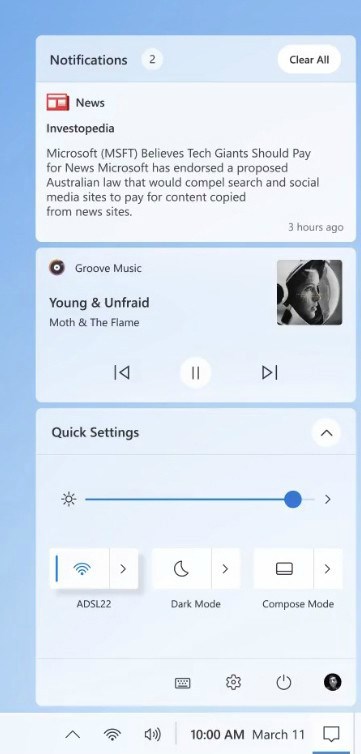 Notifications 2 Clear All
News
Investopedia
Microsoft (MSFT) Believes Tech Giants Should Pay
for News Microsoft has endorsed a proposed
Australian law that would compel search and social
media sites to pay for content copied
from news sites.
3 hours ago
Groove Music
Young & Unfraid
Moth & The Flame
Quick Settings
ADSL22 Dark Mode Compose Mode
10:00 AM March 11